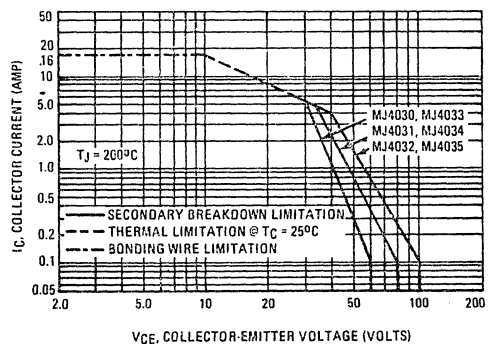 50
20
16
10
5.0
2.0
1.0
0.5
0.2
0.1
0.05
IC, COLLECTOR CURRENT (AMP)
TJ = 200°C
MJ4030, MJ4033
MJ4031, MJ4034
MJ4032, MJ4035
SECONDARY BREAKDOWN LIMITATION
THERMAL LIMITATION @ TC = 25°C
BONDING WIRE LIMITATION
2.0 5.0 10 20 50 100 200
VCE, COLLECTOR-EMITTER VOLTAGE (VOLTS)